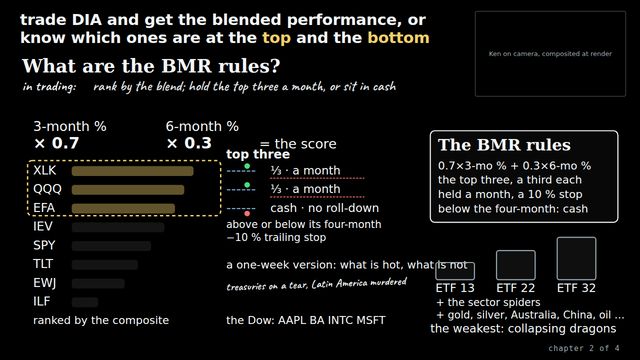 trade DIA and get the blended performance, or
know which ones are at the top and the bottom
Ken on camera, composited at render
What are the BMR rules?
in trading: rank by the blend; hold the top three a month, or sit in cash
3-month %
× 0.7
6-month %
× 0.3
= the score
top three
XLK
QQQ
EFA
IEV
SPY
TLT
EWJ
ILF
ranked by the composite
⅓ · a month
⅓ · a month
cash · no roll-down
above or below its four-month
−10 % trailing stop
a one-week version: what is hot, what is not
treasuries on a tear, Latin America murdered
the Dow: AAPL BA INTC MSFT
The BMR rules
0.7×3-mo % + 0.3×6-mo %
the top three, a third each
held a month, a 10 % stop
below the four-month: cash
ETF 13
ETF 22
ETF 32
+ the sector spiders
+ gold, silver, Australia, China, oil ...
the weakest: collapsing dragons
chapter 2 of 4